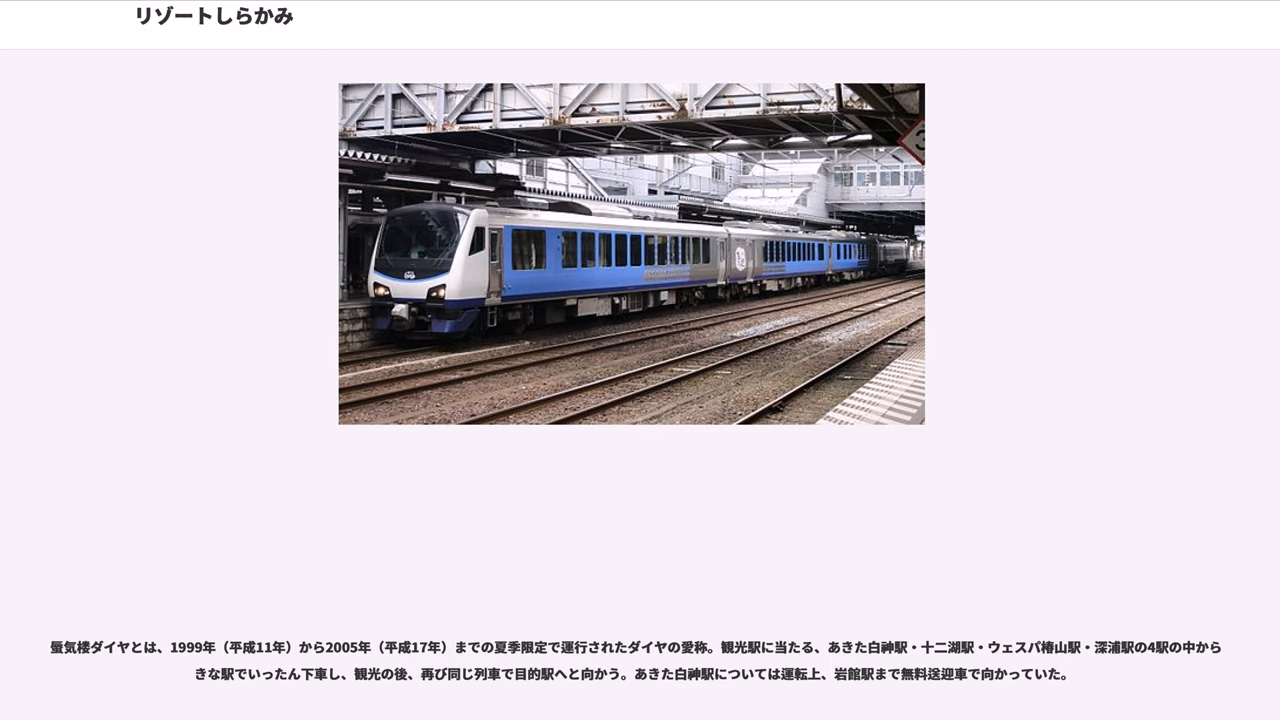 リゾートしらかみ
蜃気楼ダイヤとは、1999年（平成11年）から2005年（平成17年）までの夏季限定で運行されたダイヤの愛称。観光駅に当たる、あきた白神駅・十二湖駅・ウェスパ椿山駅・深浦駅の4駅の中から
きな駅でいったん下車し、観光の後、再び同じ列車で目的駅へと向かう。あきた白神駅については運転上、岩館駅まで無料送迎車で向かっていた。